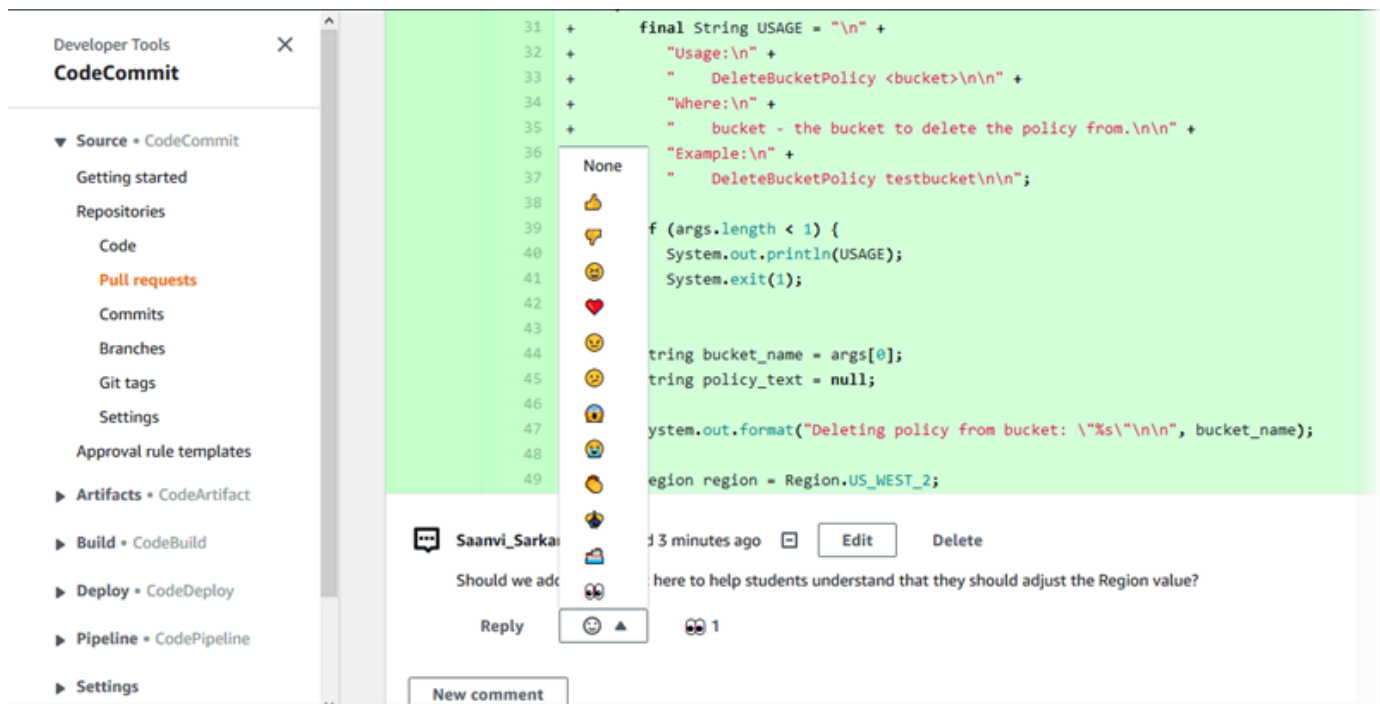 Developer Tools
CodeCommit
Source • CodeCommit
Getting started
Repositories
Code
Pull requests
Commits
Branches
Git tags
Settings
Approval rule templates
Artifacts • CodeArtifact
Build • CodeBuild
Deploy • CodeDeploy
Pipeline • CodePipeline
Settings
31 + final String USAGE = "\n" +
32 + "Usage:\n" +
33 + "    DeleteBucketPolicy <bucket>\n\n" +
34 + "Where:\n" +
35 + "    bucket - the bucket to delete the policy from.\n\n" +
36 "Example:\n" +
37 "    DeleteBucketPolicy testbucket\n\n";
38
39 f (args.length < 1) {
40 System.out.println(USAGE);
41 System.exit(1);
42
43
44 tring bucket_name = args[0];
45 tring policy_text = null;
46
47 ystem.out.format("Deleting policy from bucket: \"%s\"\n\n", bucket_name);
48
49 egion region = Region.US_WEST_2;
None
Saanvi_Sarka d 3 minutes ago Edit Delete
Should we add here to help students understand that they should adjust the Region value?
Reply 1
New comment